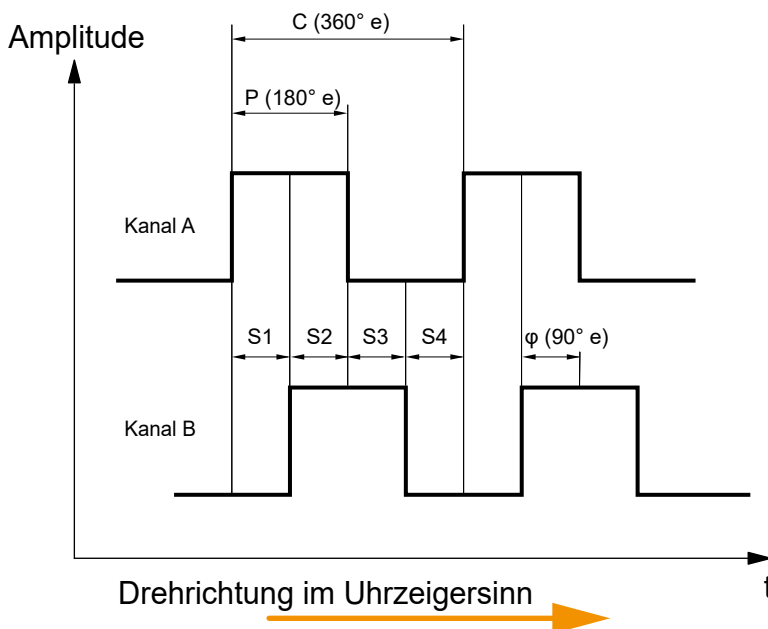 C (360° e)
Amplitude
P (180° e)
Kanal A
S1 S2 S3 S4 φ (90° e)
Kanal B
t
Drehrichtung im Uhrzeigersinn